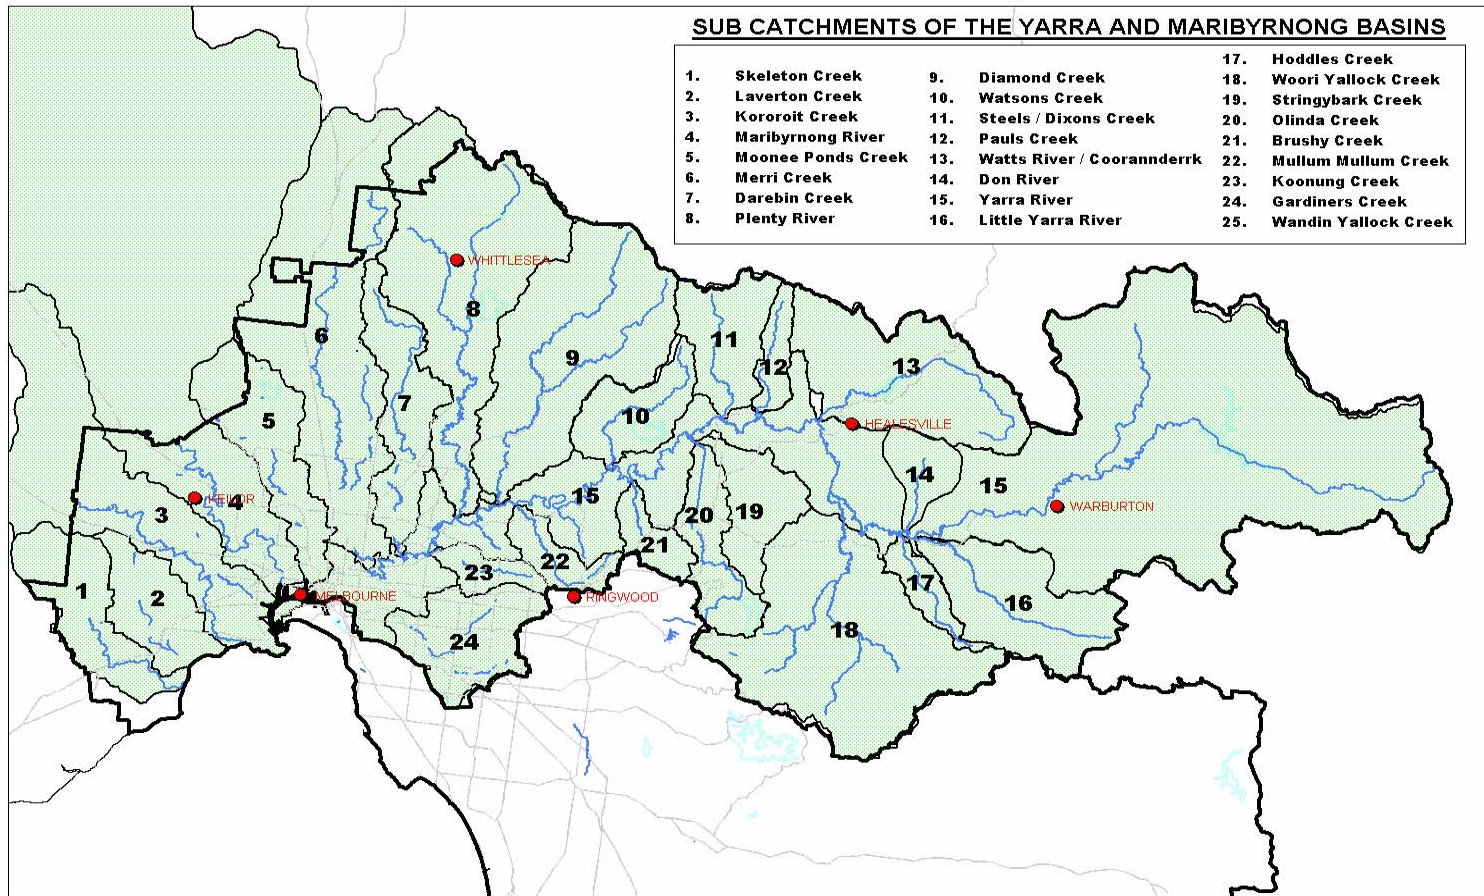 SUB CATCHMENTS OF THE YARRA AND MARIBYRNONG BASINS
1. Skeleton Creek
2. Laverton Creek
3. Kororoit Creek
4. Maribyrnong River
5. Moonee Ponds Creek
6. Merri Creek
7. Darebin Creek
8. Plenty River
9. Diamond Creek
10. Watsons Creek
11. Steels / Dixons Creek
12. Pauls Creek
13. Watts River / Coorannderrk
14. Don River
15. Yarra River
16. Little Yarra River
17. Hoddles Creek
18. Woori Yallock Creek
19. Stringybark Creek
20. Olinda Creek
21. Brushy Creek
22. Mullum Mullum Creek
23. Koonung Creek
24. Gardiners Creek
25. Wandin Yallock Creek
WHITTLESEA
8
6
11
9
12
13
7
10
5
HEALESVILLE
14
15
15
KEILOR
4
3
WARBURTON
20
19
21
22
23
17
1
2
MELBOURNE
RINGWOOD
16
18
24